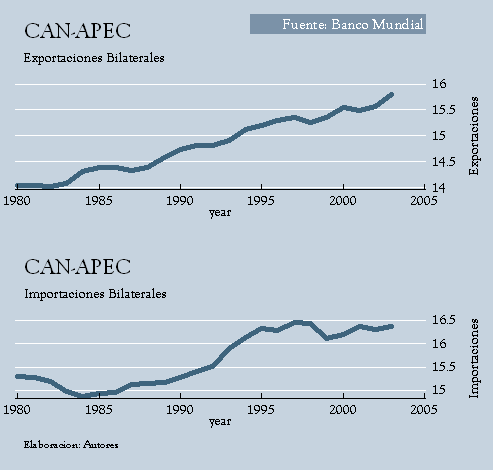 CAN-APEC
Fuente: Banco Mundial
Exportaciones Bilaterales
16
15.5
15
14.5
14
Exportaciones
1980 1985 1990 1995 2000 2005
year
CAN-APEC
Importaciones Bilaterales
16.5
16
15.5
15
Importaciones
1980 1985 1990 1995 2000 2005
year
Elaboracion: Autores